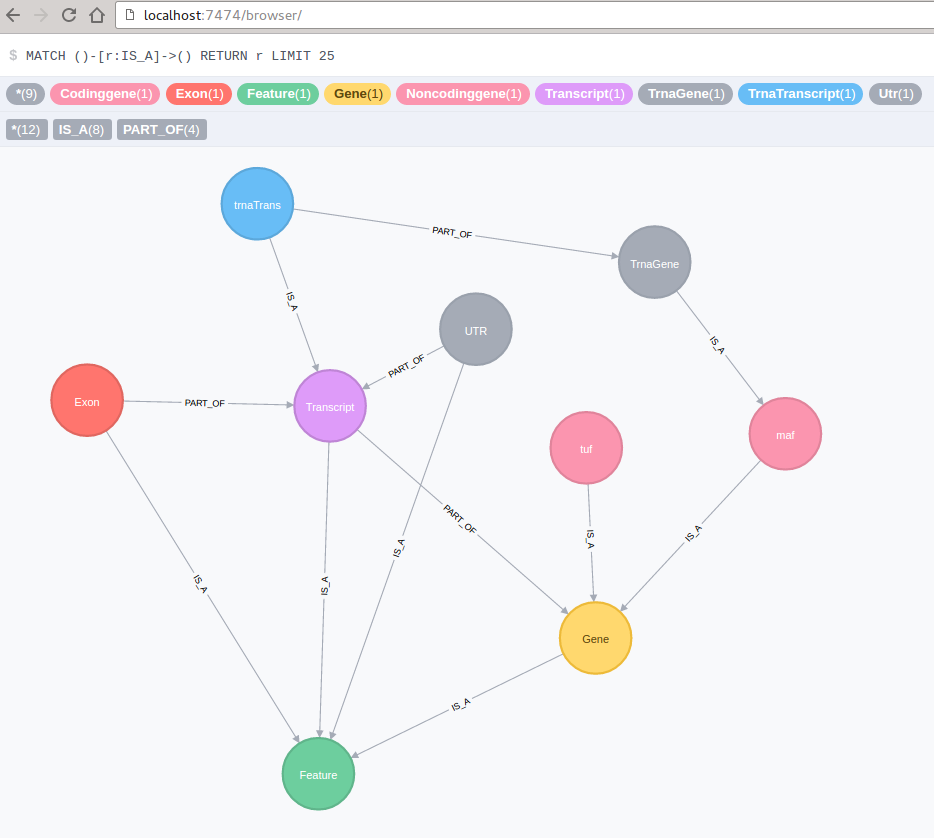 localhost:7474/browser/
$ MATCH ()-[r:IS_A]->() RETURN r LIMIT 25
*(9) Codinggene(1) Exon(1) Feature(1) Gene(1) Noncodinggene(1) Transcript(1) TrnaGene(1) TrnaTranscript(1) Utr(1)
*(12) IS_A(8) PART_OF(4)
trnaTrans
PART_OF
TrnaGene
IS_A
UTR
IS_A
PART_OF
Exon
PART_OF
Transcript
tuf
maf
PART_OF
IS_A
IS_A
IS_A
IS_A
IS_A
Gene
IS_A
Feature